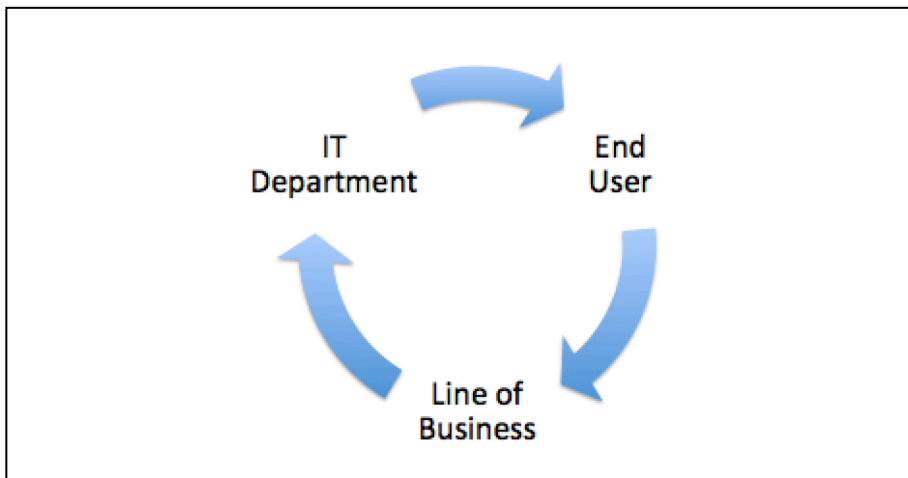 IT
Department
End
User
Line of
Business